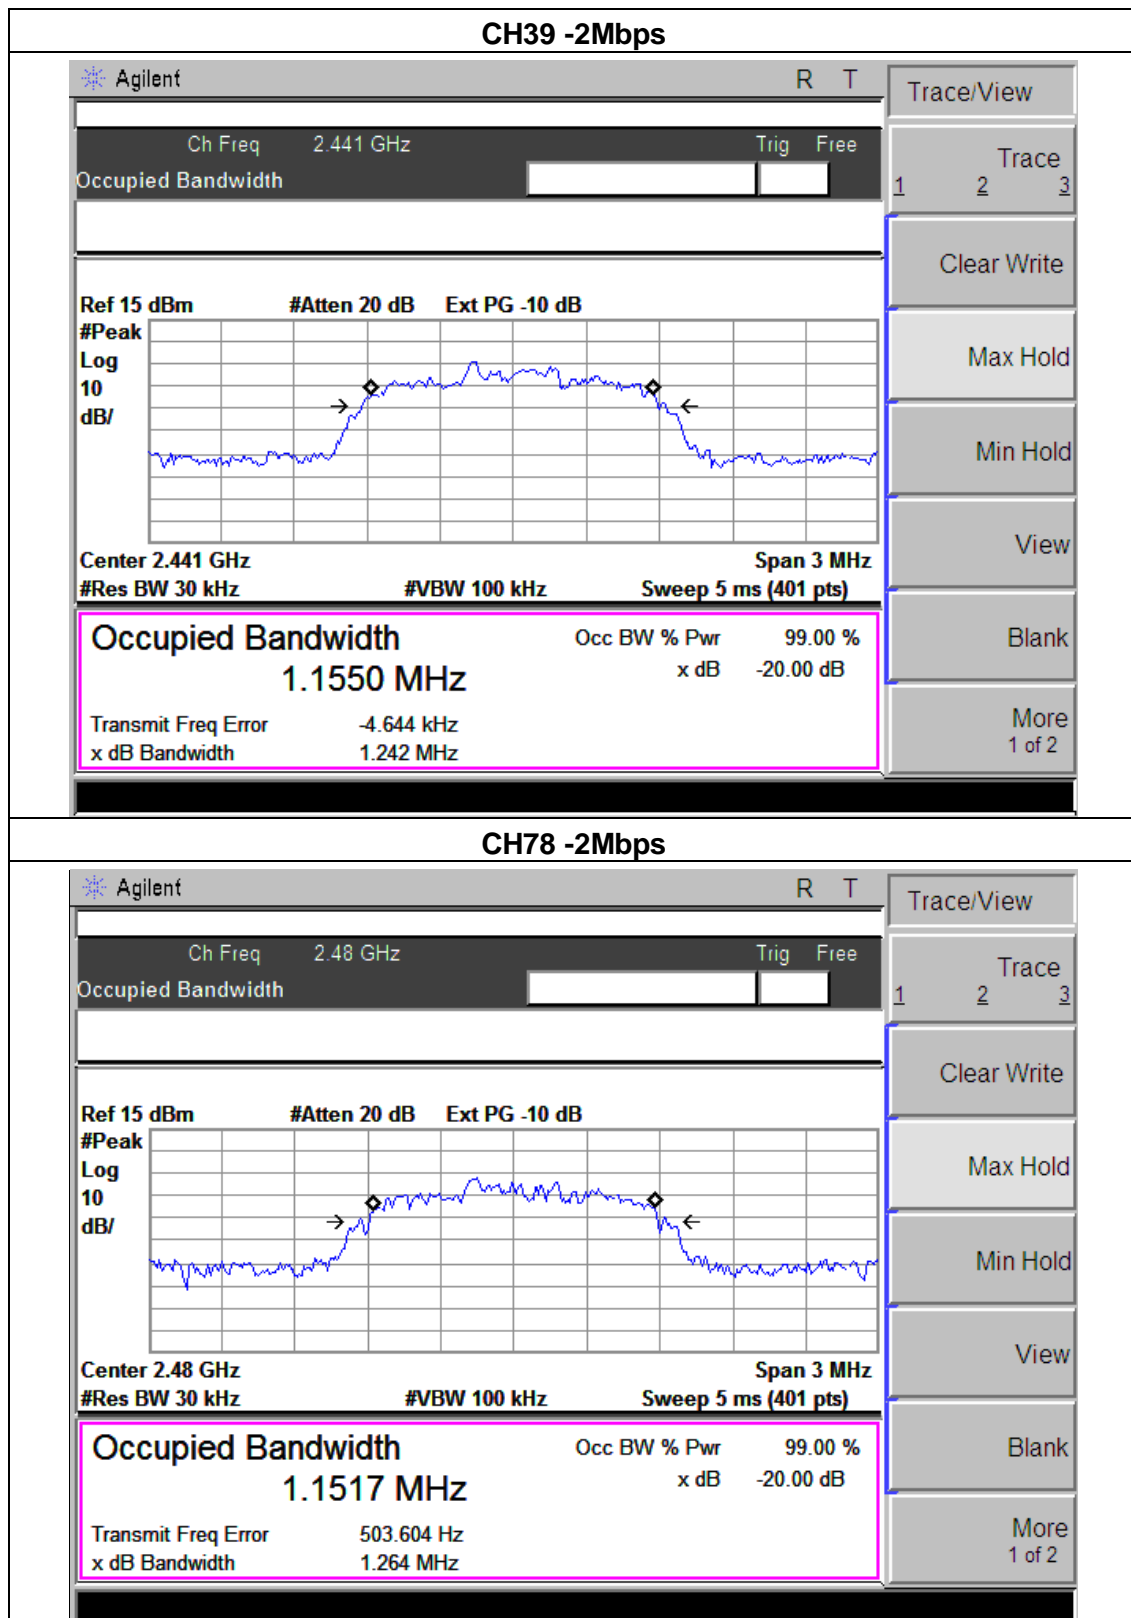 CH39 -2Mbps
Agilent R T
Trace/View
Ch Freq 2.441 GHz Trig Free
Occupied Bandwidth
Trace
1 2 3
Clear Write
Ref 15 dBm #Atten 20 dB Ext PG -10 dB
#Peak
Log
10
dB/
Max Hold
Min Hold
View
Center 2.441 GHz Span 3 MHz
#Res BW 30 kHz #VBW 100 kHz Sweep 5 ms (401 pts)
Occupied Bandwidth Occ BW % Pwr 99.00 %
1.1550 MHz x dB -20.00 dB
Blank
Transmit Freq Error -4.644 kHz
x dB Bandwidth 1.242 MHz
More
1 of 2
CH78 -2Mbps
Agilent R T
Trace/View
Ch Freq 2.48 GHz Trig Free
Occupied Bandwidth
Trace
1 2 3
Clear Write
Ref 15 dBm #Atten 20 dB Ext PG -10 dB
#Peak
Log
10
dB/
Max Hold
Min Hold
View
Center 2.48 GHz Span 3 MHz
#Res BW 30 kHz #VBW 100 kHz Sweep 5 ms (401 pts)
Occupied Bandwidth Occ BW % Pwr 99.00 %
1.1517 MHz x dB -20.00 dB
Blank
Transmit Freq Error 503.604 Hz
x dB Bandwidth 1.264 MHz
More
1 of 2